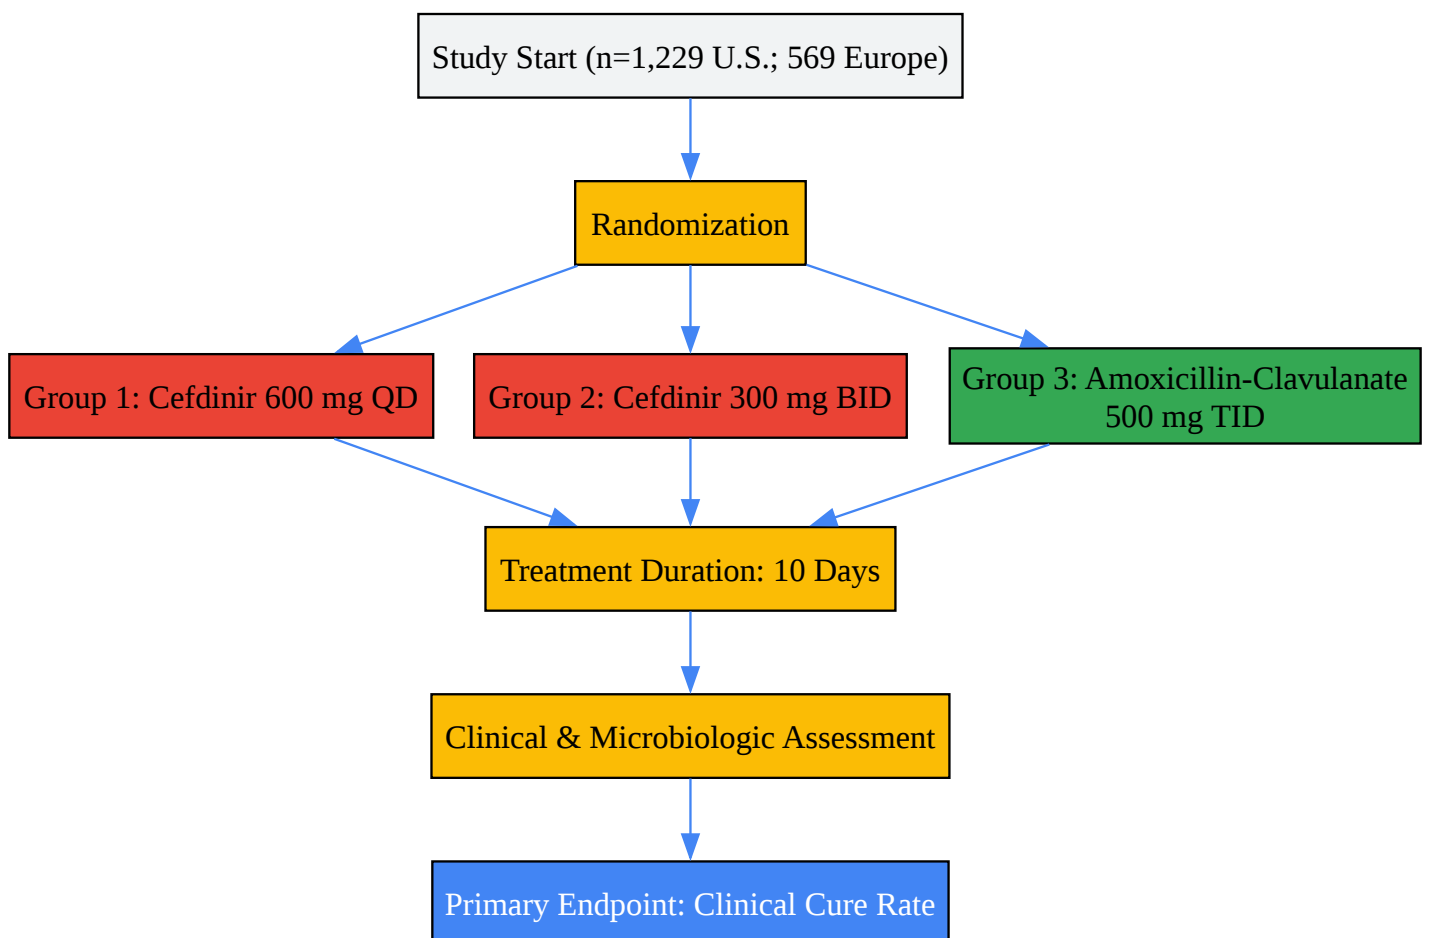 Study Start (n=1,229 U.S.; 569 Europe)
Randomization
Group 1: Cefdinir 600 mg QD
Group 2: Cefdinir 300 mg BID
Group 3: Amoxicillin-Clavulanate
500 mg TID
Treatment Duration: 10 Days
Clinical & Microbiologic Assessment
Primary Endpoint: Clinical Cure Rate